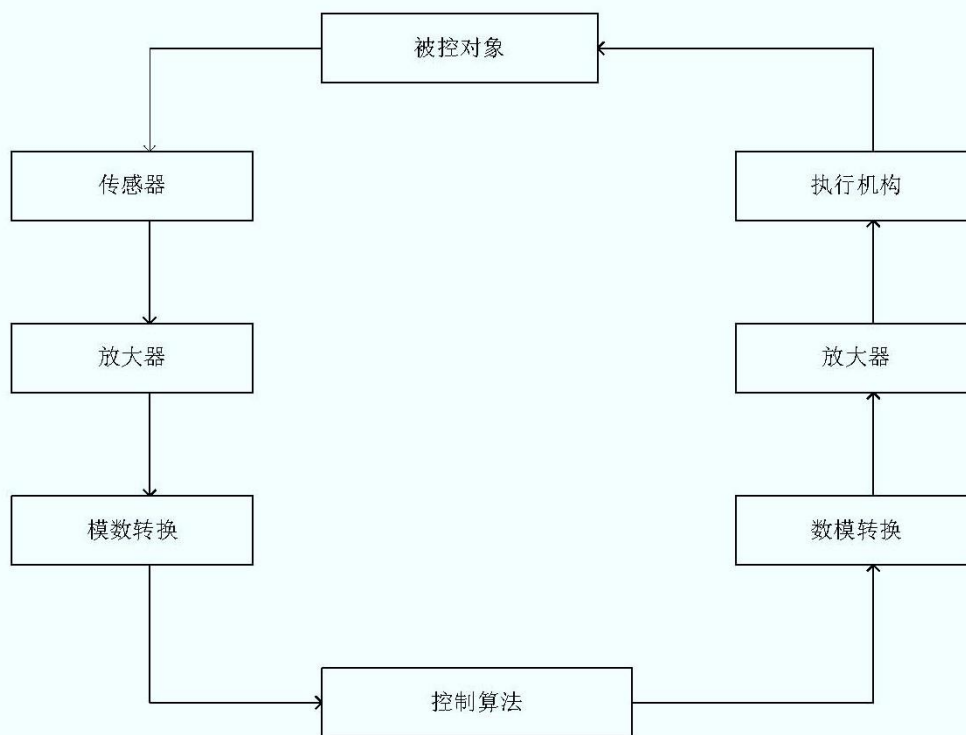 被控对象
传感器
执行机构
放大器
放大器
模数转换
数模转换
控制算法